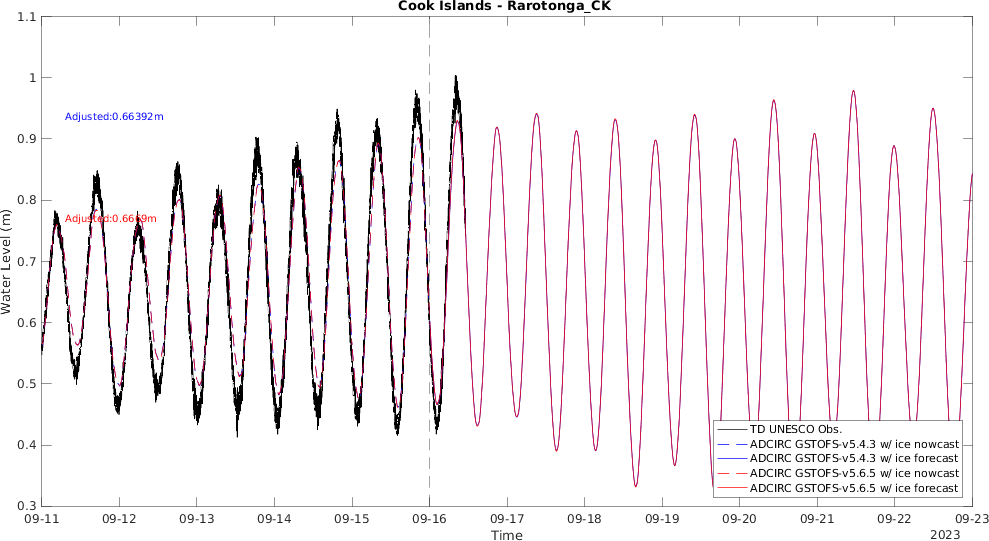 Cook Islands - Rarotonga_CK
1.1
1
0.9
0.8
0.7
0.6
0.5
0.4
0.3
Water Level (m)
Adjusted:0.66392m
Adjusted:0.6669m
TD UNESCO Obs.
ADCIRC GSTOFS-v5.4.3 w/ ice nowcast
ADCIRC GSTOFS-v5.4.3 w/ ice forecast
ADCIRC GSTOFS-v5.6.5 w/ ice nowcast
ADCIRC GSTOFS-v5.6.5 w/ ice forecast
09-11 09-12 09-13 09-14 09-15 09-16 09-17 09-18 09-19 09-20 09-21 09-22 09-23
Time
2023